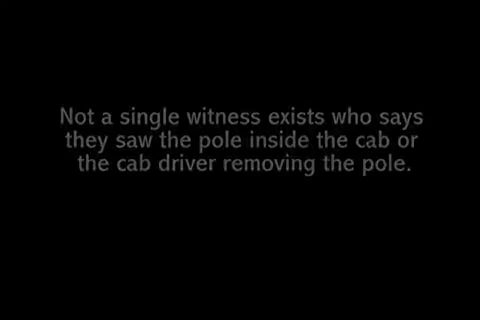 Not a single witness exists who says
they saw the pole inside the cab or
the cab driver removing the pole.